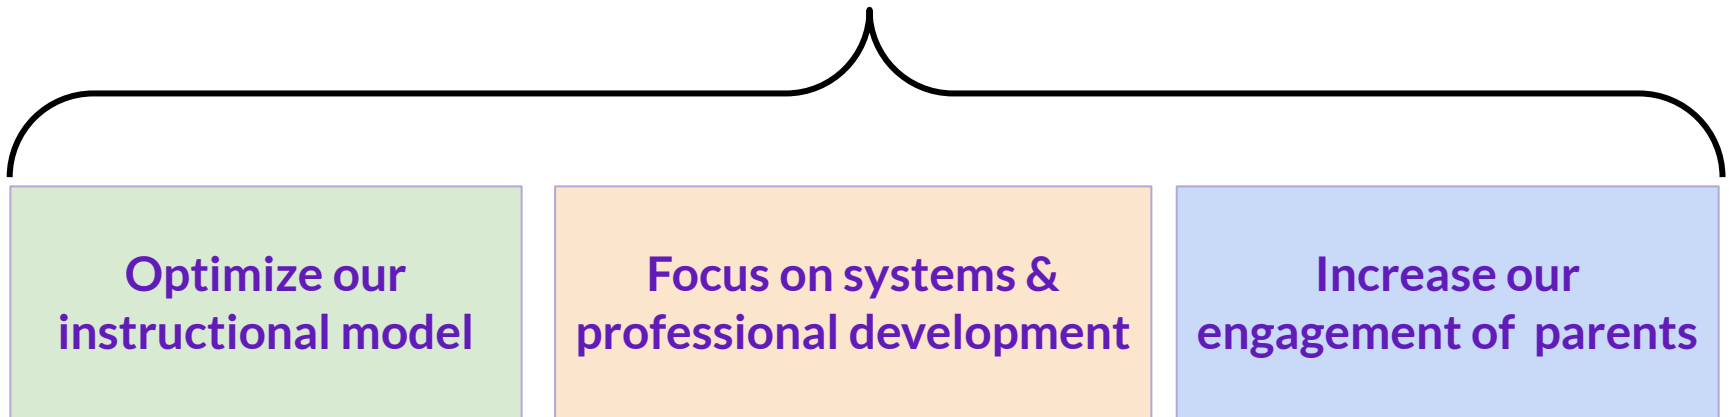 Optimize our
instructional model
Focus on systems &
professional development
Increase our
engagement of  parents